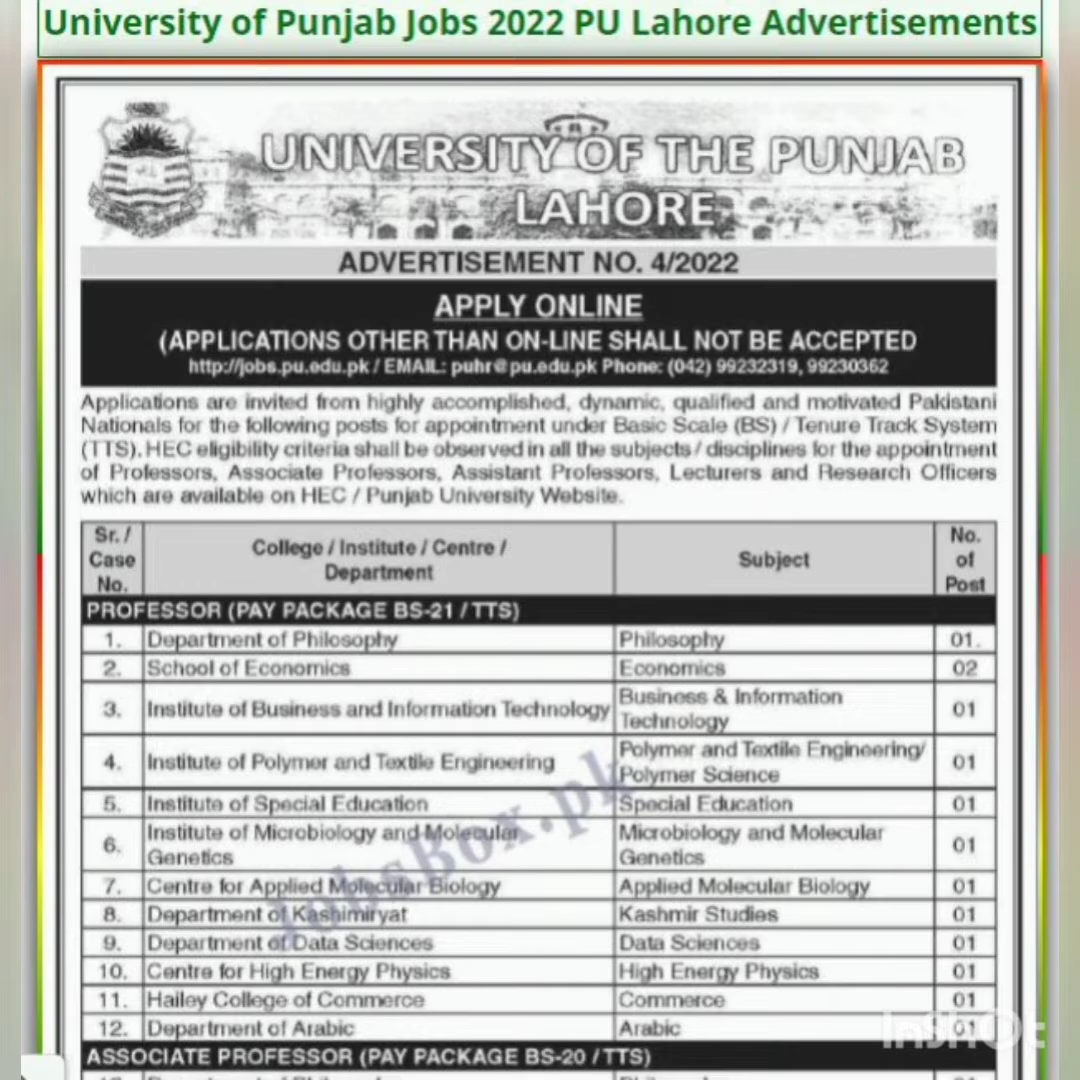 University of Punjab Jobs 2022 PU Lahore Advertisements
UNIVERSITY OF THE PUNJAB
LAHORE
ADVERTISEMENT NO. 4/2022
APPLY ONLINE
(APPLICATIONS OTHER THAN ON-LINE SHALL NOT BE ACCEPTED
http://jobs.pu.edu.pk / EMAIL: puhr@pu.edu.pk Phone: (042) 99232319, 99230362
Applications are invited from highly accomplished, dynamic, qualified and motivated Pakistani
Nationals for the following posts for appointment under Basic Scale (BS) / Tenure Track System
(TTS). HEC eligibility criteria shall be observed in all the subjects / disciplines for the appointment
of Professors, Associate Professors, Assistant Professors, Lecturers and Research Officers
which are available on HEC / Punjab University Website.
Sr. / Case No. College / Institute / Centre / Department Subject No. of Post
PROFESSOR (PAY PACKAGE BS-21 / TTS)
1. Department of Philosophy Philosophy 01.
2. School of Economics Economics 02
3. Institute of Business and Information Technology Business & Information Technology 01
4. Institute of Polymer and Textile Engineering Polymer and Textile Engineering/ Polymer Science 01
5. Institute of Special Education Special Education 01
6. Institute of Microbiology and Molecular Genetics Microbiology and Molecular Genetics 01
7. Centre for Applied Molecular Biology Applied Molecular Biology 01
8. Department of Kashimiryat Kashmir Studies 01
9. Department of Data Sciences Data Sciences 01
10. Centre for High Energy Physics High Energy Physics 01
11. Hailey College of Commerce Commerce 01
12. Department of Arabic Arabic 01
ASSOCIATE PROFESSOR (PAY PACKAGE BS-20 / TTS)
JobsBox.pk
InShOt